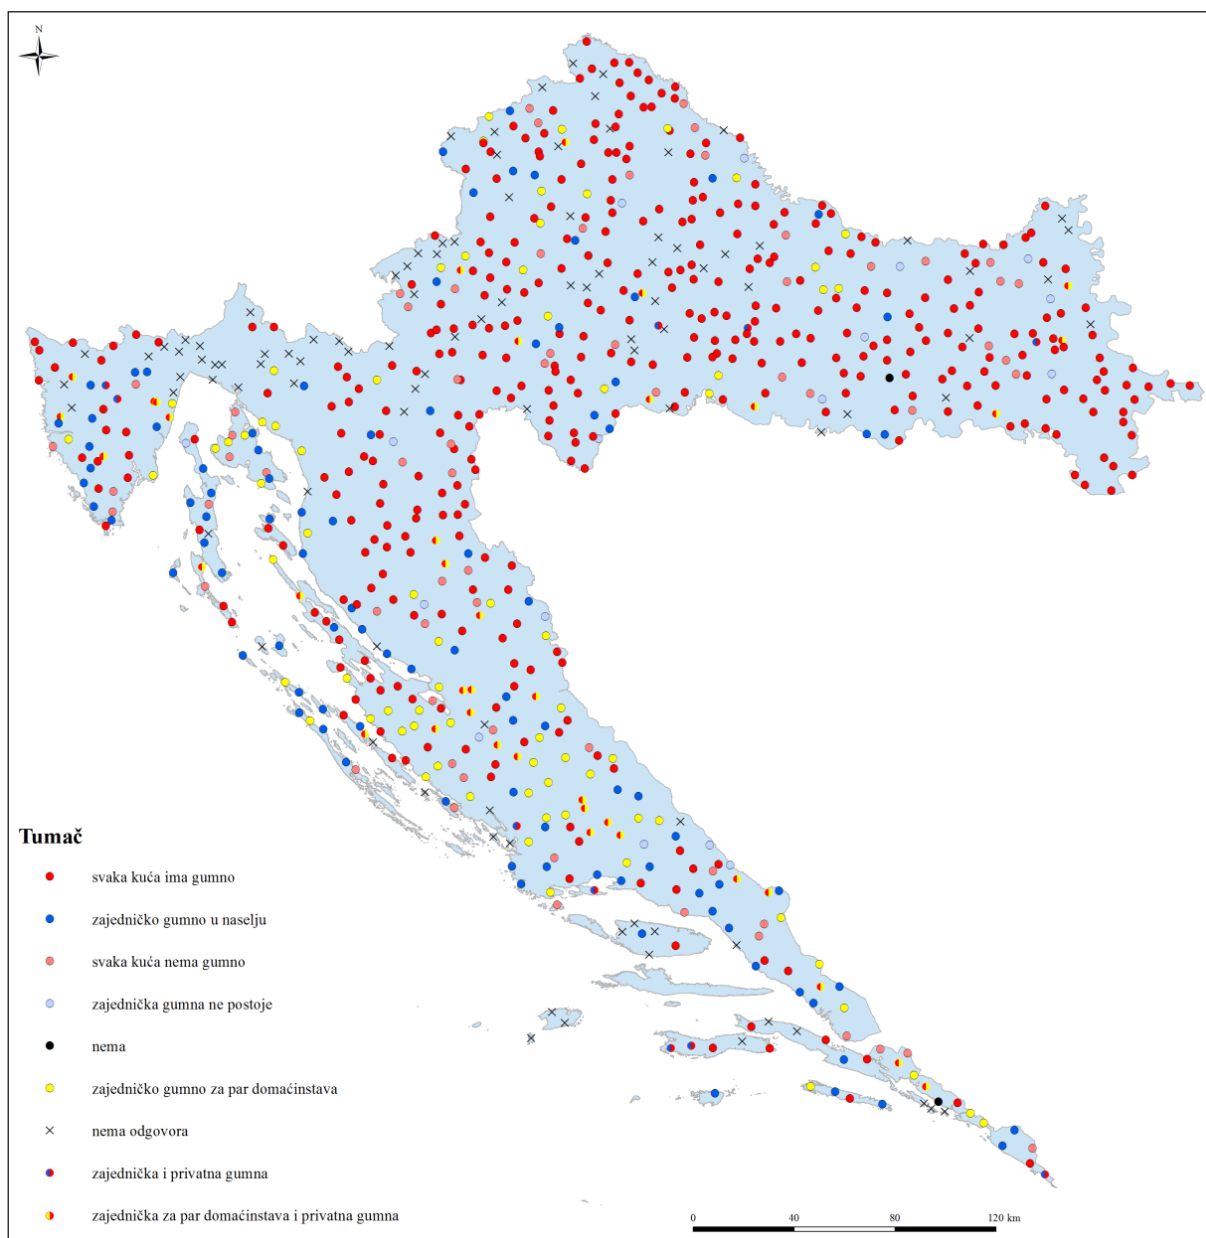 N
Tumač
svaka kuća ima gumno
zajedničko gumno u naselju
svaka kuća nema gumno
zajednička gumna ne postoje
nema
zajedničko gumno za par domaćinstava
nema odgovora
zajednička i privatna gumna
zajednička za par domaćinstava i privatna gumna
0 40 80 120 km